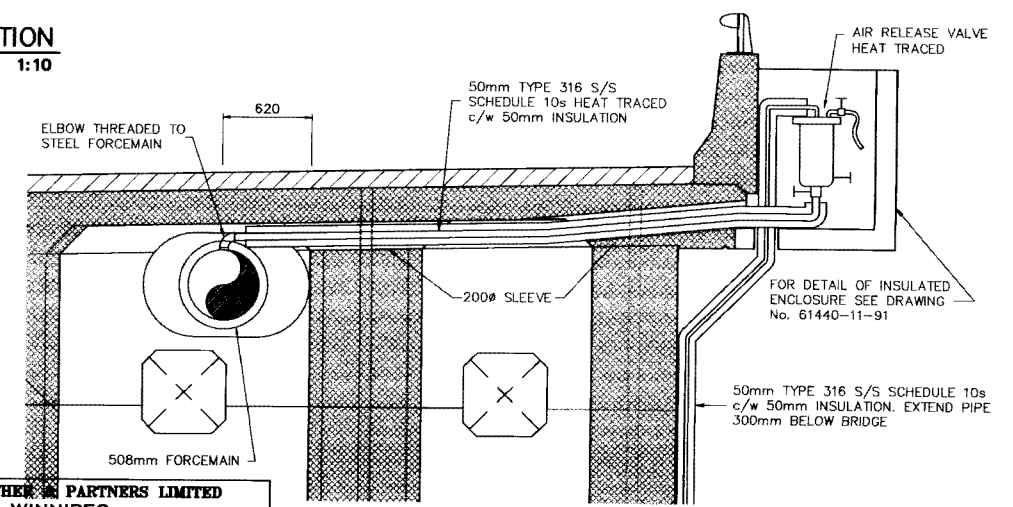 TION
1:10
620
ELBOW THREADED TO
STEEL FORCEMAIN
50mm TYPE 316 S/S
SCHEDULE 10s HEAT TRACED
c/w 50mm INSULATION
AIR RELEASE VALVE
HEAT TRACED
200ø SLEEVE
FOR DETAIL OF INSULATED
ENCLOSURE SEE DRAWING
No. 61440-11-91
50mm TYPE 316 S/S SCHEDULE 10s
c/w 50mm INSULATION. EXTEND PIPE
300mm BELOW BRIDGE
508mm FORCEMAIN
& PARTNERS LIMITED